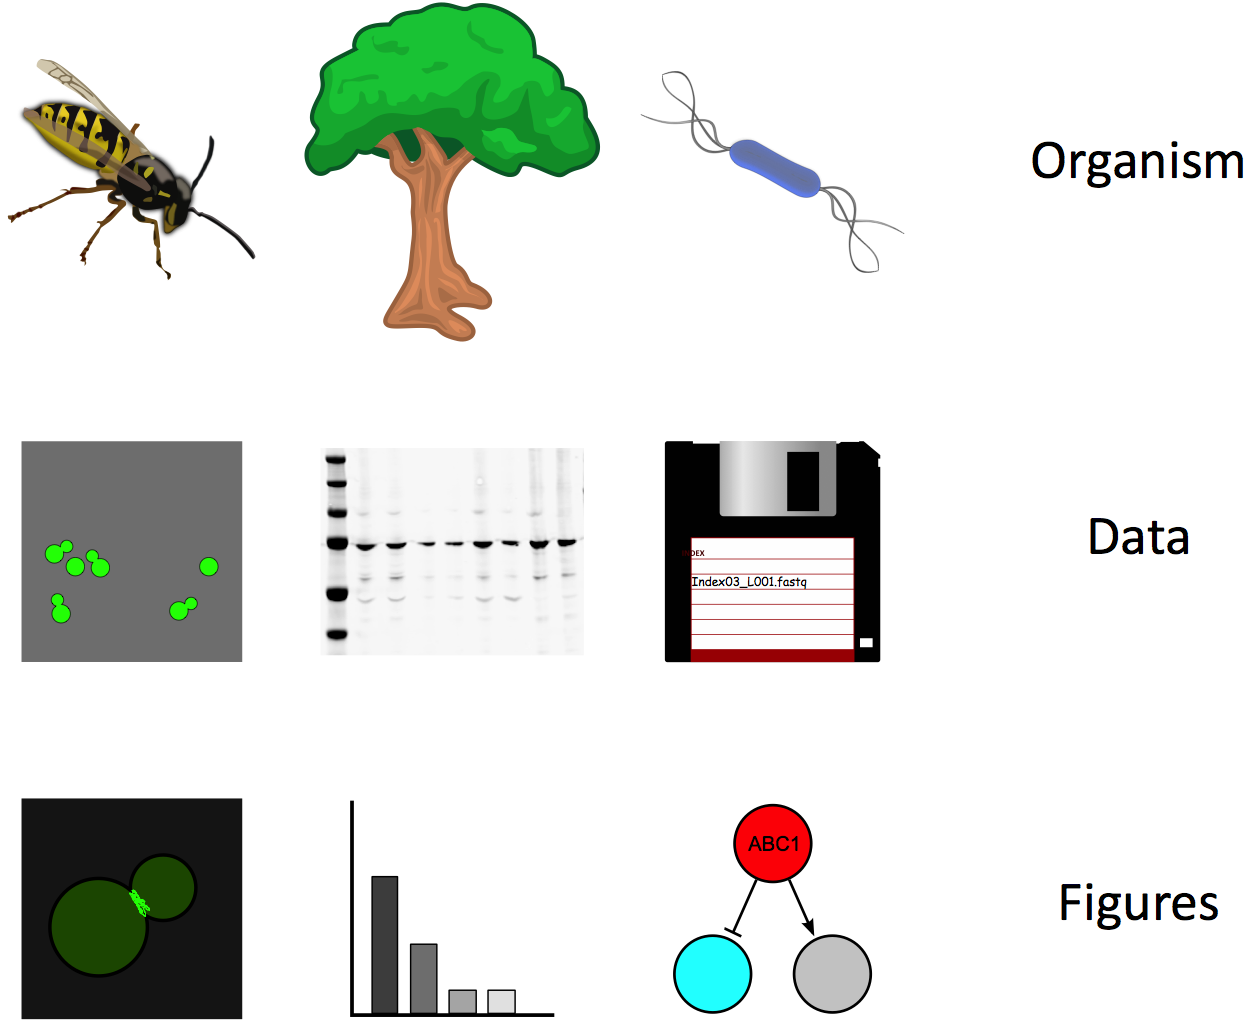 Organism
Data
INDEX
Index03_L001.fastq
ABC1
Figures